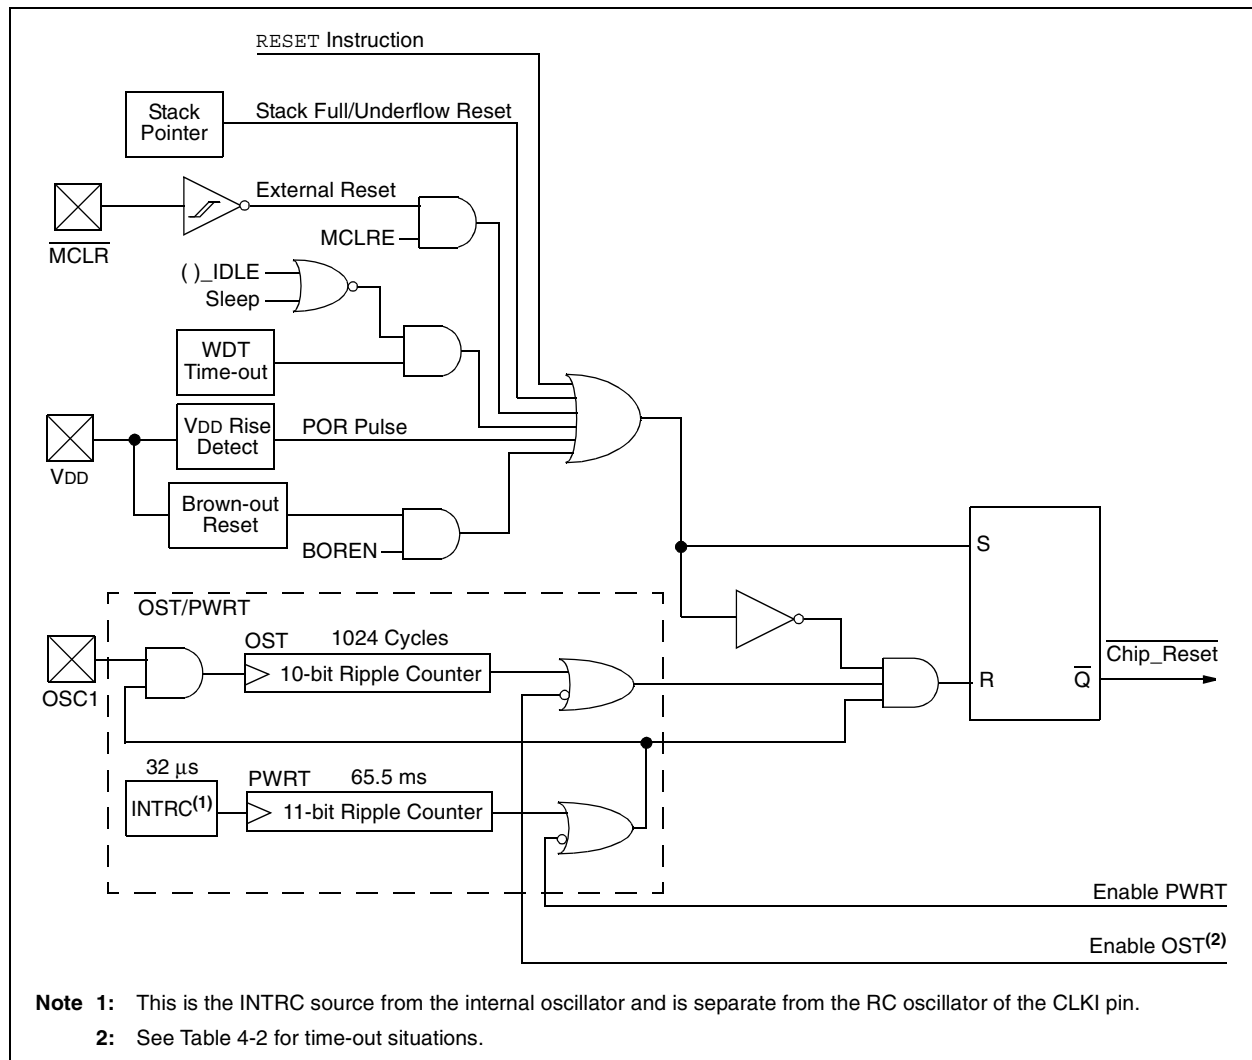 RESET Instruction
Stack
Pointer
Stack Full/Underflow Reset
External Reset
MCLR
MCLRE
( )_IDLE
Sleep
WDT
Time-out
VDD Rise
Detect
POR Pulse
VDD
Brown-out
Reset
BOREN
S
OST/PWRT
OST
1024 Cycles
10-bit Ripple Counter
OSC1
R
Q
Chip_Reset
32 μs
INTRC(1)
PWRT
65.5 ms
11-bit Ripple Counter
Enable PWRT
Enable OST(2)
Note 1: This is the INTRC source from the internal oscillator and is separate from the RC oscillator of the CLKI pin.
2: See Table 4-2 for time-out situations.